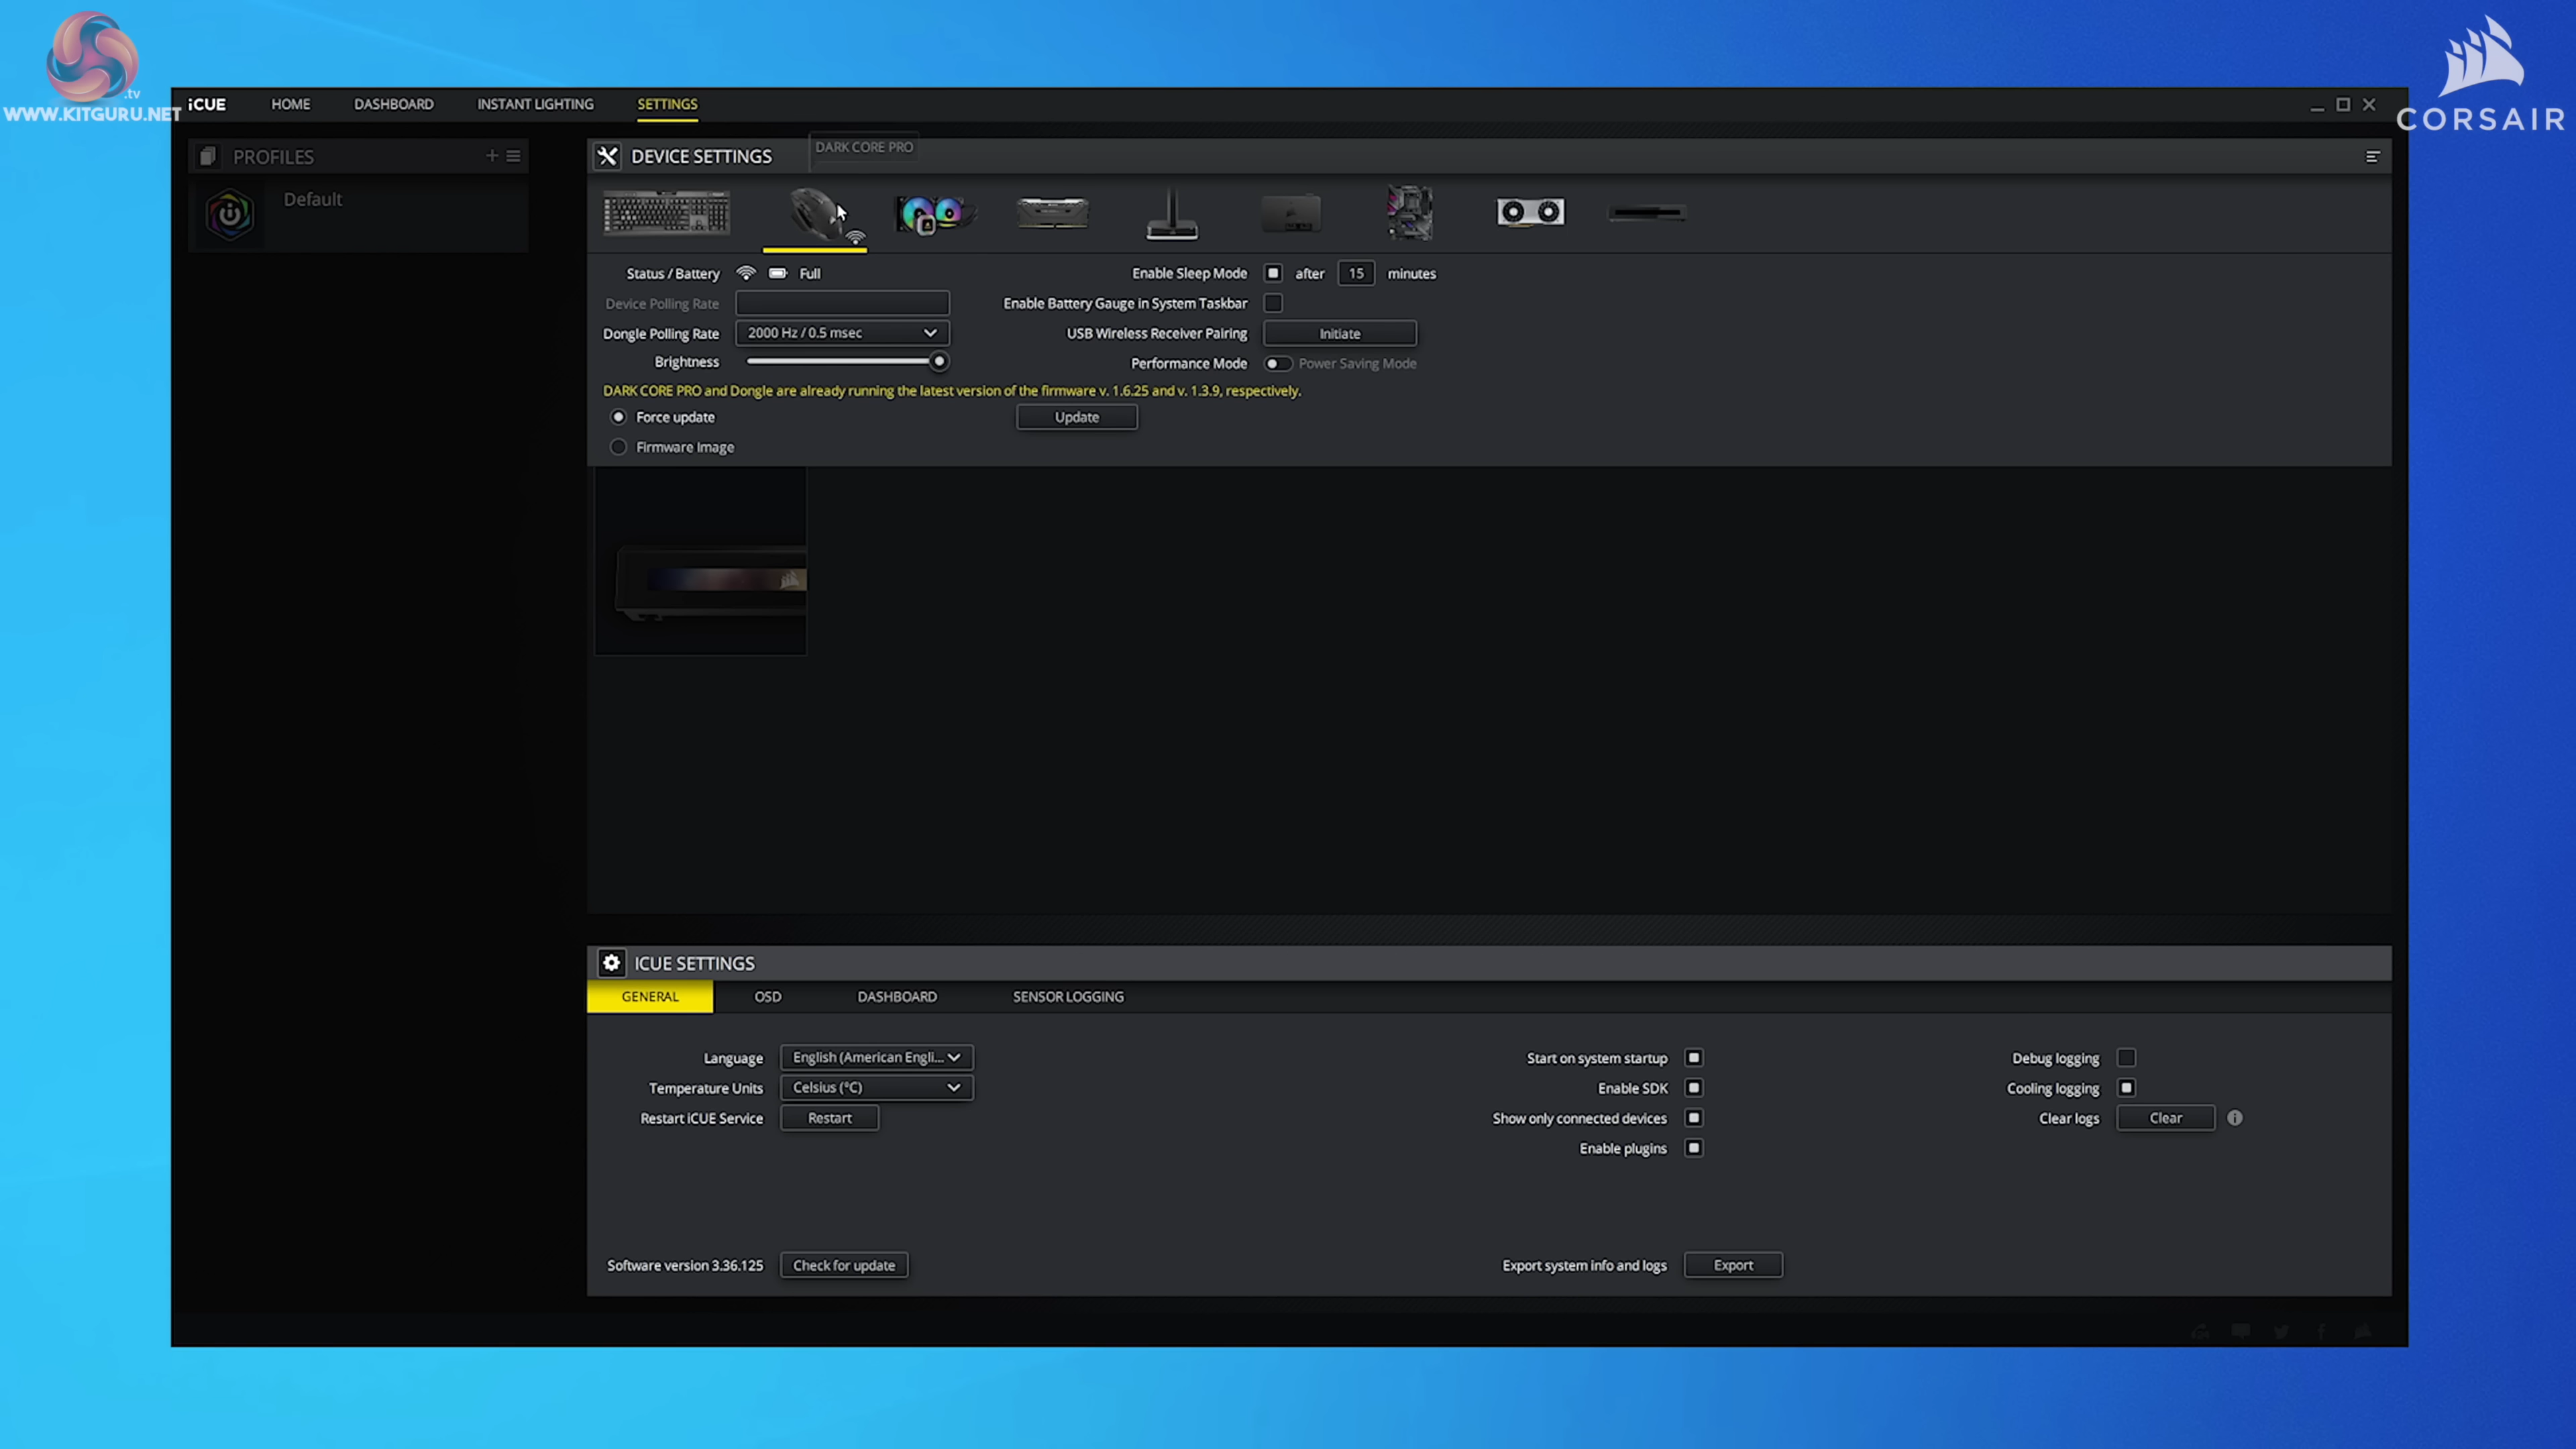 .tv
WWW.KITGURU.NET
CORSAIR
iCUE HOME DASHBOARD INSTANT LIGHTING SETTINGS
PROFILES
Default
DEVICE SETTINGS
DARK CORE PRO
Status / Battery Full
Enable Sleep Mode after 15 minutes
Device Polling Rate
Enable Battery Gauge in System Taskbar
Dongle Polling Rate 2000 Hz / 0.5 msec
USB Wireless Receiver Pairing Initiate
Brightness
Performance Mode Power Saving Mode
DARK CORE PRO and Dongle are already running the latest version of the firmware v. 1.6.25 and v. 1.3.9, respectively.
Force update Update
Firmware Image
ICUE SETTINGS
GENERAL OSD DASHBOARD SENSOR LOGGING
Language English (American Engli...
Start on system startup
Debug logging
Temperature Units Celsius (°C)
Enable SDK
Cooling logging
Restart iCUE Service Restart
Show only connected devices
Clear logs Clear
Enable plugins
Software version 3.36.125 Check for update
Export system info and logs Export